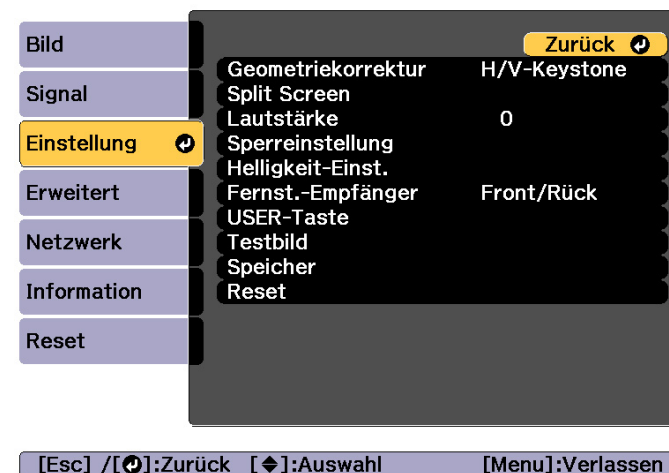 Bild
Signal
Einstellung
Erweitert
Netzwerk
Information
Reset
Zurück
Geometriekorrektur H/V-Keystone
Split Screen
Lautstärke 0
Sperreinstellung
Helligkeit-Einst.
Fernst.-Empfänger Front/Rück
USER-Taste
Testbild
Speicher
Reset
[Esc] /[⏎]:Zurück [◆]:Auswahl [Menu]:Verlassen